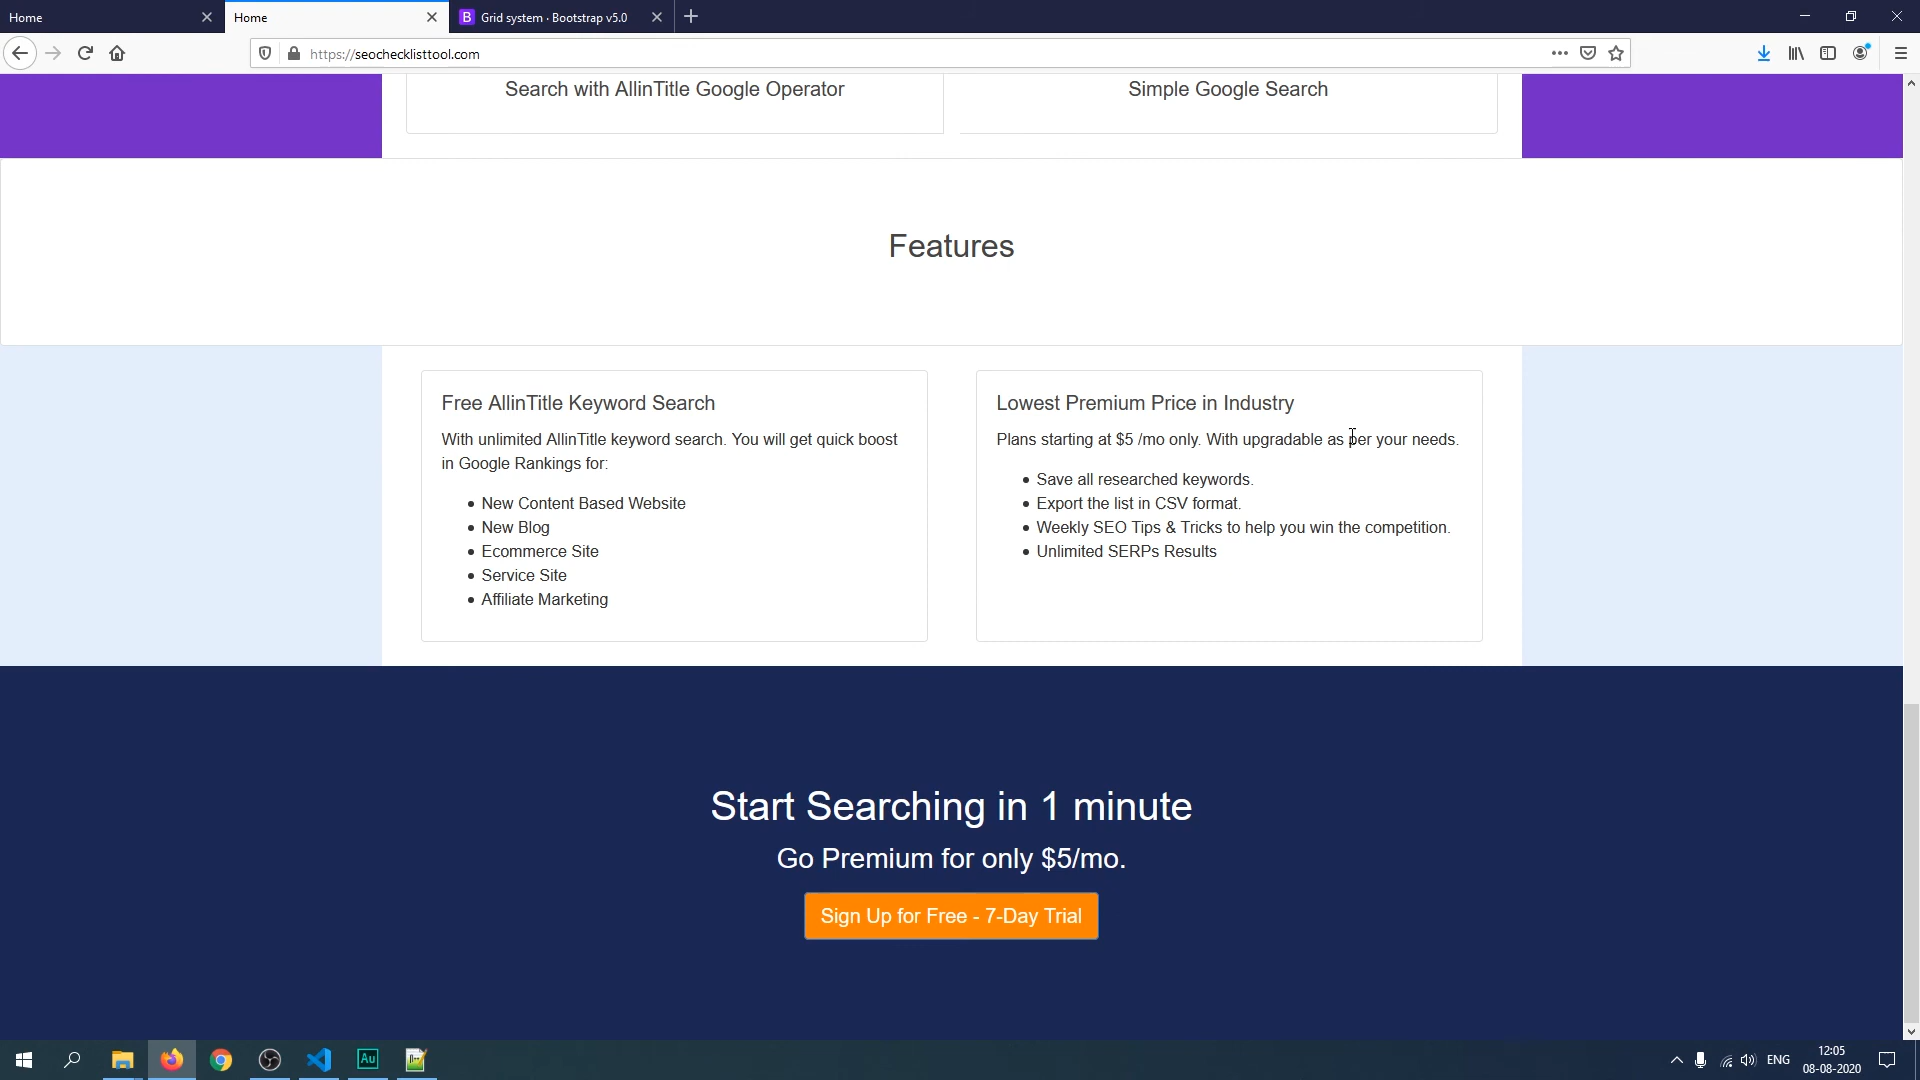 Home
Home
B Grid system · Bootstrap v5.0
https://seochecklisttool.com
Search with AllinTitle Google Operator
Simple Google Search
Features
Free AllinTitle Keyword Search
With unlimited AllinTitle keyword search. You will get quick boost
in Google Rankings for:
New Content Based Website
New Blog
Ecommerce Site
Service Site
Affiliate Marketing
Lowest Premium Price in Industry
Plans starting at $5 /mo only. With upgradable as per your needs.
Save all researched keywords.
Export the list in CSV format.
Weekly SEO Tips & Tricks to help you win the competition.
Unlimited SERPs Results
Start Searching in 1 minute
Go Premium for only $5/mo.
Sign Up for Free - 7-Day Trial
Au
ENG
12:05
08-08-2020